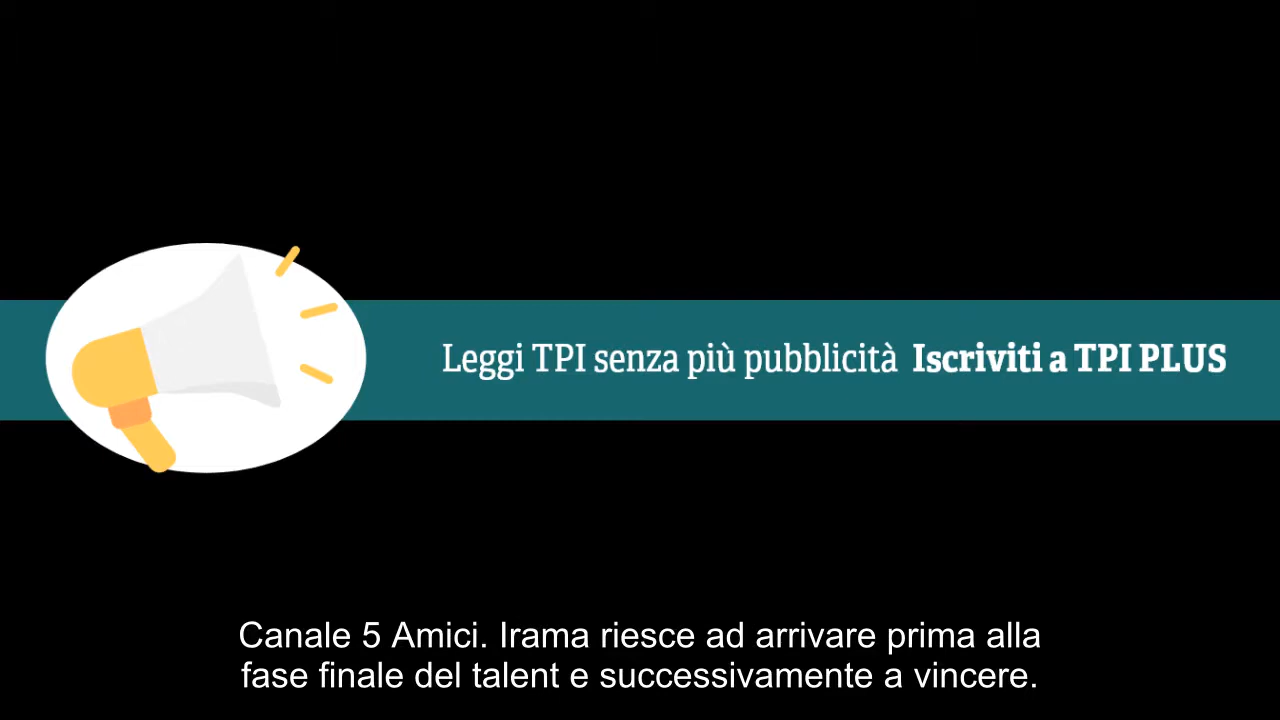 Leggi TPI senza più pubblicità Iscriviti a TPI PLUS
Canale 5 Amici. Irama riesce ad arrivare prima alla
fase finale del talent e successivamente a vincere.